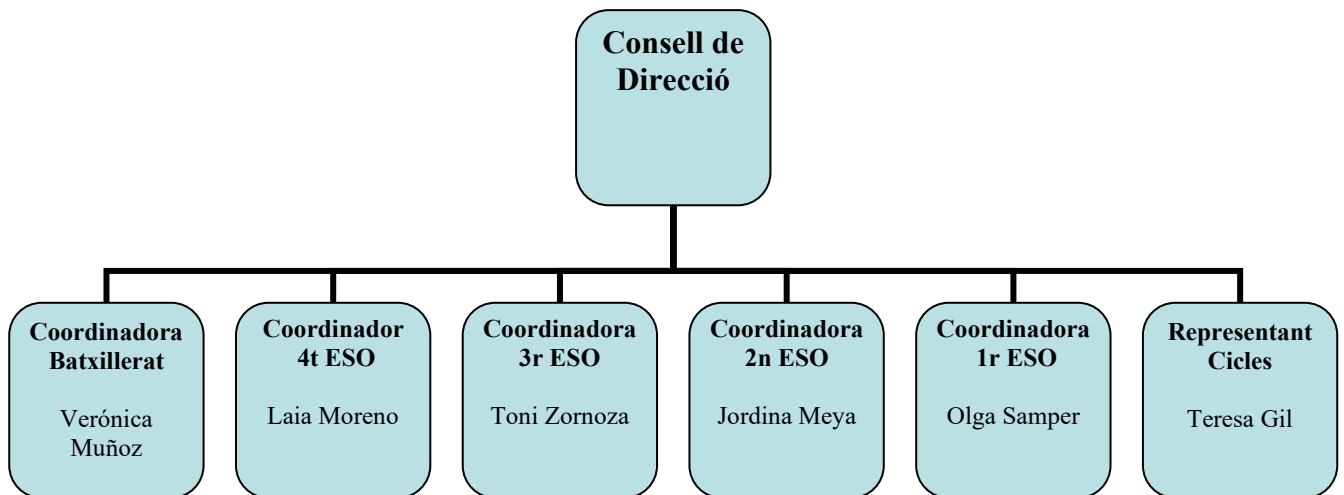 Consell de
Direcció
Coordinadora
Batxillerat
Verónica
Muñoz
Coordinador
4t ESO
Laia Moreno
Coordinadora
3r ESO
Toni Zornoza
Coordinadora
2n ESO
Jordina Meya
Coordinadora
1r ESO
Olga Samper
Representant
Cicles
Teresa Gil